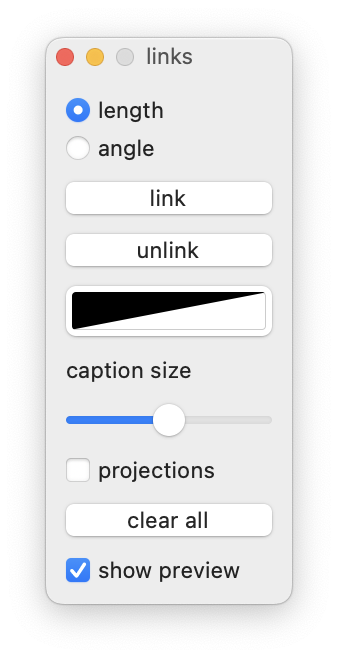 links
length
angle
link
unlink
caption size
projections
clear all
show preview